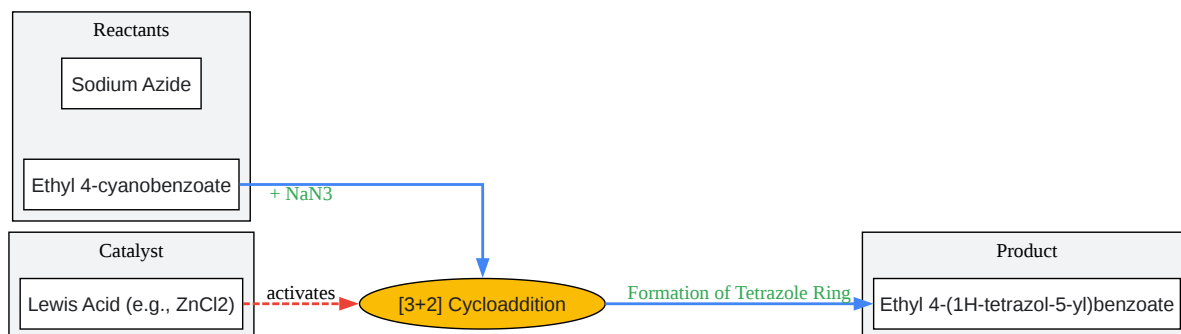 Reactants
Sodium Azide
Ethyl 4-cyanobenzoate
+ NaN3
Catalyst
Product
Lewis Acid (e.g., ZnCl2)
activates
[3+2] Cycloaddition
Formation of Tetrazole Ring
Ethyl 4-(1H-tetrazol-5-yl)benzoate